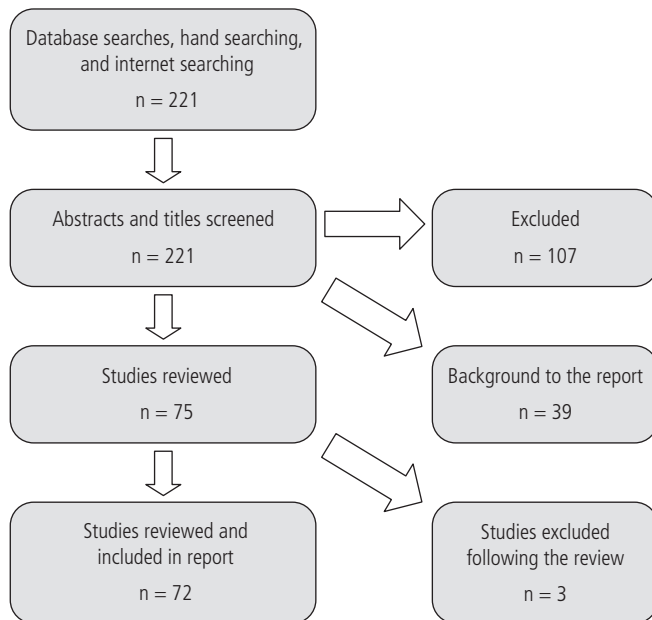 Database searches, hand searching,
and internet searching
n = 221
Abstracts and titles screened
n = 221
Excluded
n = 107
Studies reviewed
n = 75
Background to the report
n = 39
Studies reviewed and
included in report
n = 72
Studies excluded
following the review
n = 3